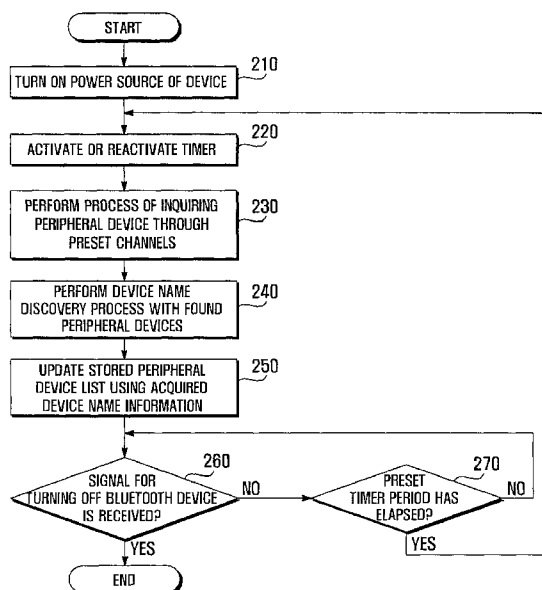 START
210
TURN ON POWER SOURCE OF DEVICE
220
ACTIVATE OR REACTIVATE TIMER
230
PERFORM PROCESS OF INQUIRING
PERIPHERAL DEVICE THROUGH
PRESET CHANNELS
240
PERFORM DEVICE NAME
DISCOVERY PROCESS WITH FOUND
PERIPHERAL DEVICES
250
UPDATE STORED PERIPHERAL
DEVICE LIST USING ACQUIRED
DEVICE NAME INFORMATION
260
SIGNAL FOR
TURNING OFF BLUETOOTH DEVICE
IS RECEIVED?
NO
270
PRESET
TIMER PERIOD HAS
ELAPSED?
NO
YES
YES
END